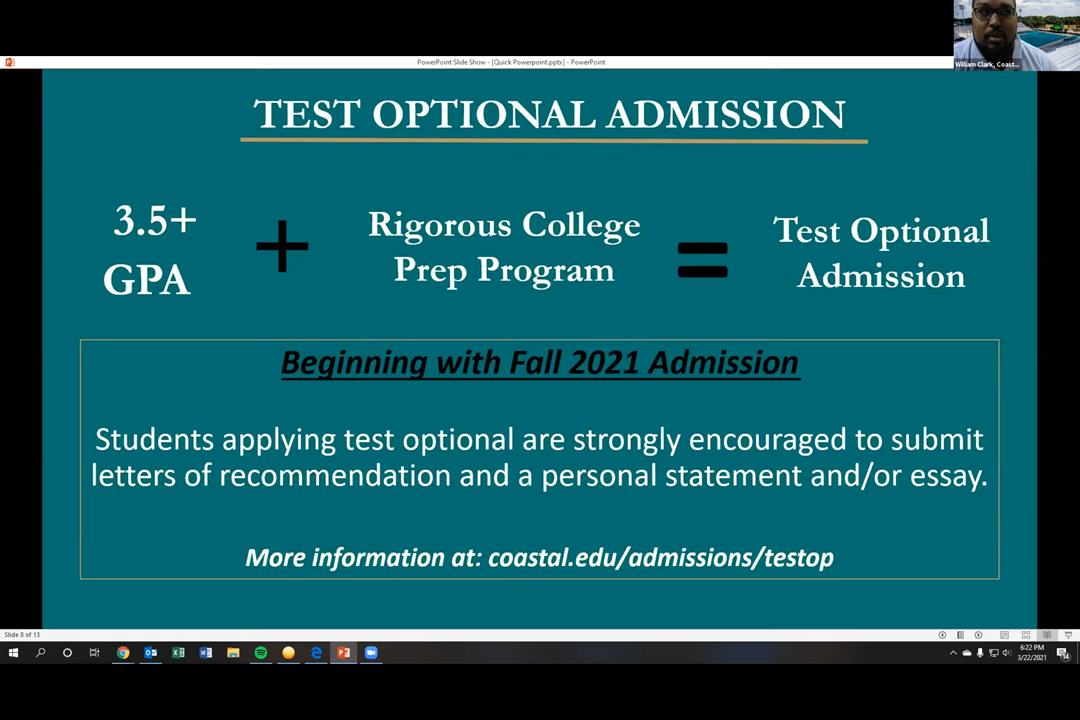 William Clark, Coast...
PowerPoint Slide Show - [Quick Powerpoint.pptx] - PowerPoint
TEST OPTIONAL ADMISSION
3.5+
GPA
+
Rigorous College
Prep Program
=
Test Optional
Admission
Beginning with Fall 2021 Admission
Students applying test optional are strongly encouraged to submit
letters of recommendation and a personal statement and/or essay.
More information at: coastal.edu/admissions/testop
Slide 8 of 13
6:22 PM
3/22/2021